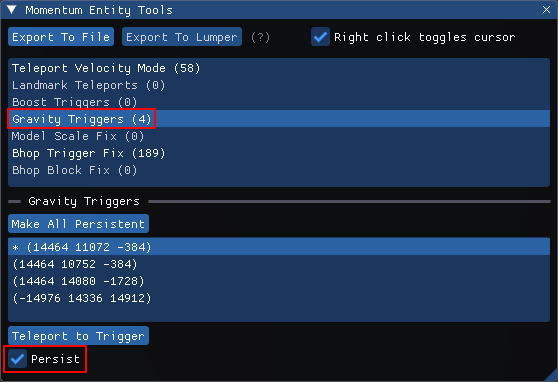 Momentum Entity Tools
Export To File Export To Lumper (?) Right click toggles cursor
Teleport Velocity Mode (58)
Landmark Teleports (0)
Boost Triggers (0)
Gravity Triggers (4)
Model Scale Fix (0)
Bhop Trigger Fix (189)
Bhop Block Fix (0)
Gravity Triggers
Make All Persistent
* (14464 11072 -384)
(14464 10752 -384)
(14464 14080 -1728)
(-14976 14336 14912)
Teleport to Trigger
Persist